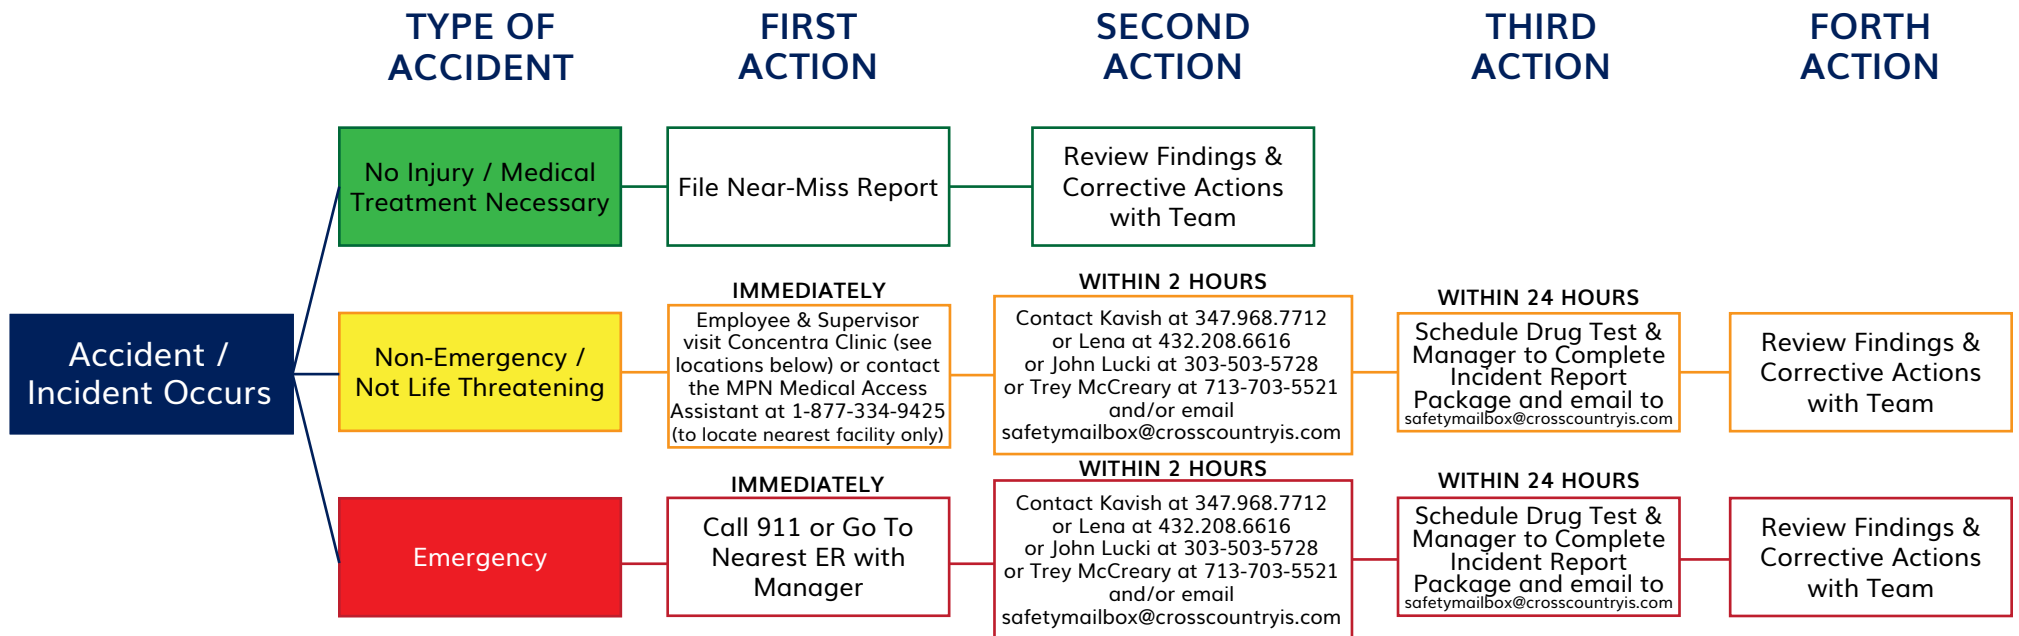 TYPE OF
ACCIDENT
FIRST
ACTION
SECOND
ACTION
THIRD
ACTION
FORTH
ACTION
Accident /
Incident Occurs
No Injury / Medical
Treatment Necessary
File Near-Miss Report
Review Findings &
Corrective Actions
with Team
Non-Emergency /
Not Life Threatening
IMMEDIATELY
Employee & Supervisor
visit Concentra Clinic (see
locations below) or contact
the MPN Medical Access
Assistant at 1-877-334-9425
(to locate nearest facility only)
WITHIN 2 HOURS
Contact Kavish at 347.968.7712
or Lena at 432.208.6616
or John Lucki at 303-503-5728
or Trey McCreary at 713-703-5521
and/or email
safetymailbox@crosscountryis.com
WITHIN 24 HOURS
Schedule Drug Test &
Manager to Complete
Incident Report
Package and email to
safetymailbox@crosscountryis.com
Review Findings &
Corrective Actions
with Team
Emergency
IMMEDIATELY
Call 911 or Go To
Nearest ER with
Manager
WITHIN 2 HOURS
Contact Kavish at 347.968.7712
or Lena at 432.208.6616
or John Lucki at 303-503-5728
or Trey McCreary at 713-703-5521
and/or email
safetymailbox@crosscountryis.com
WITHIN 24 HOURS
Schedule Drug Test &
Manager to Complete
Incident Report
Package and email to
safetymailbox@crosscountryis.com
Review Findings &
Corrective Actions
with Team